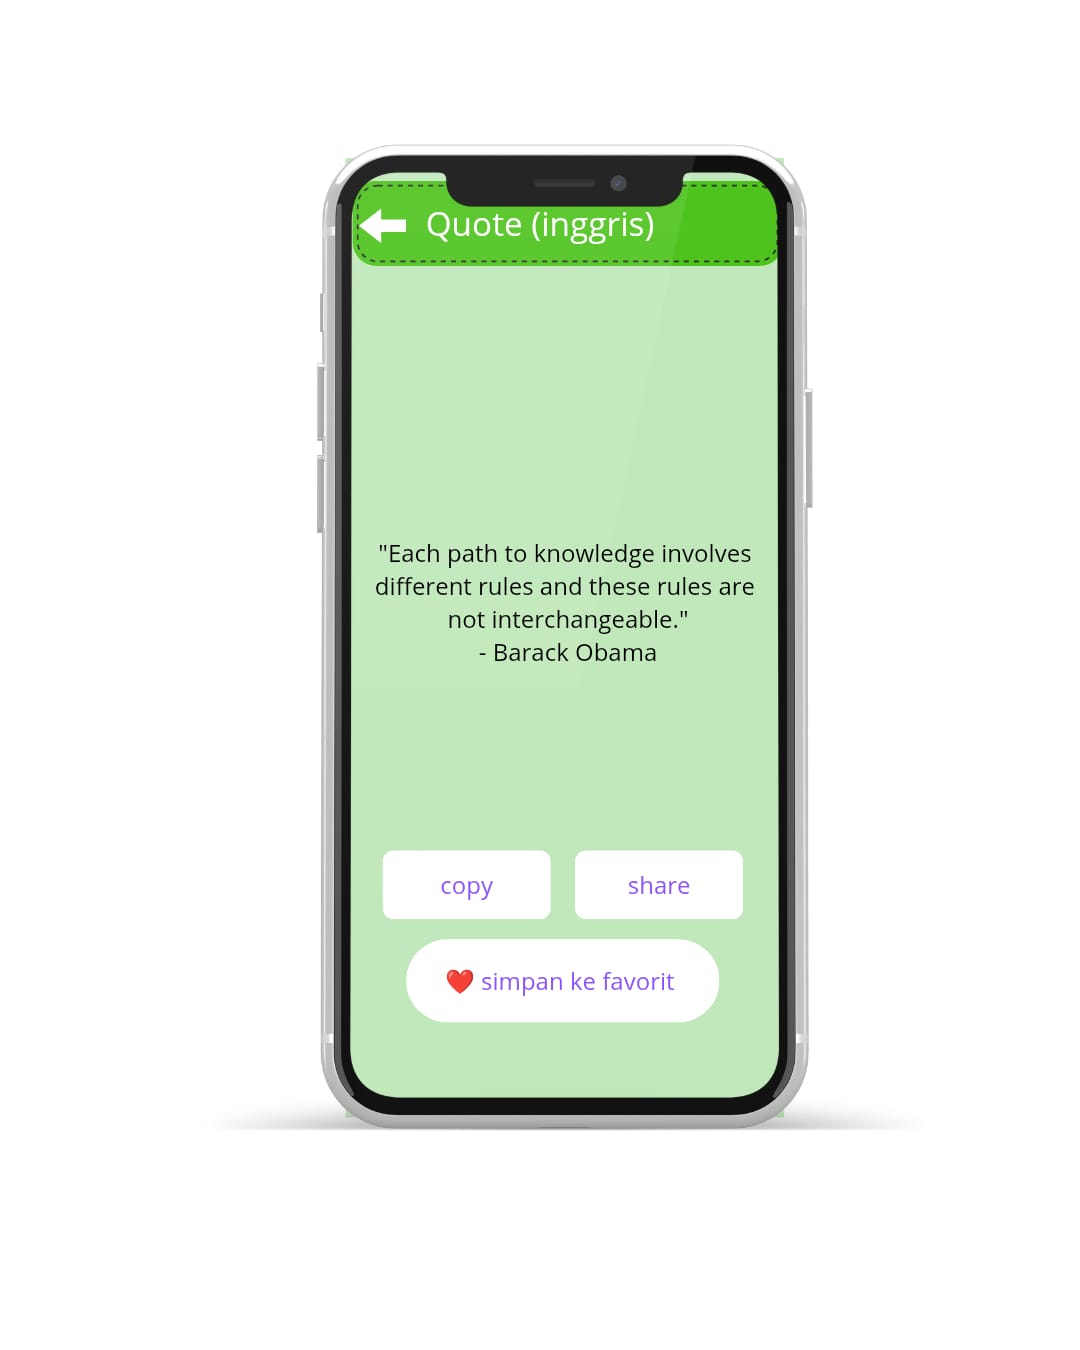 Quote (inggris)
"Each path to knowledge involves
different rules and these rules are
not interchangeable."
- Barack Obama
copy
share
❤️ simpan ke favorit